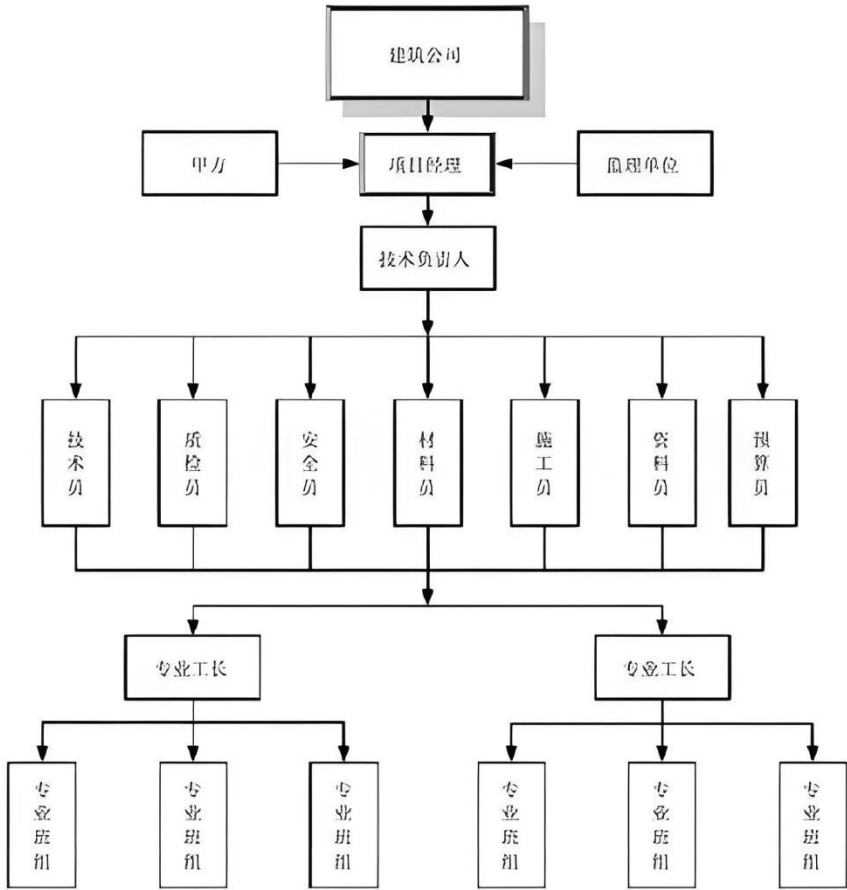 建筑公司
甲方
项目经理
监理单位
技术负责人
技术员
质检员
安全员
材料员
施工员
资料员
预算员
专业工长
专业工长
专业班组
专业班组
专业班组
专业班组
专业班组
专业班组